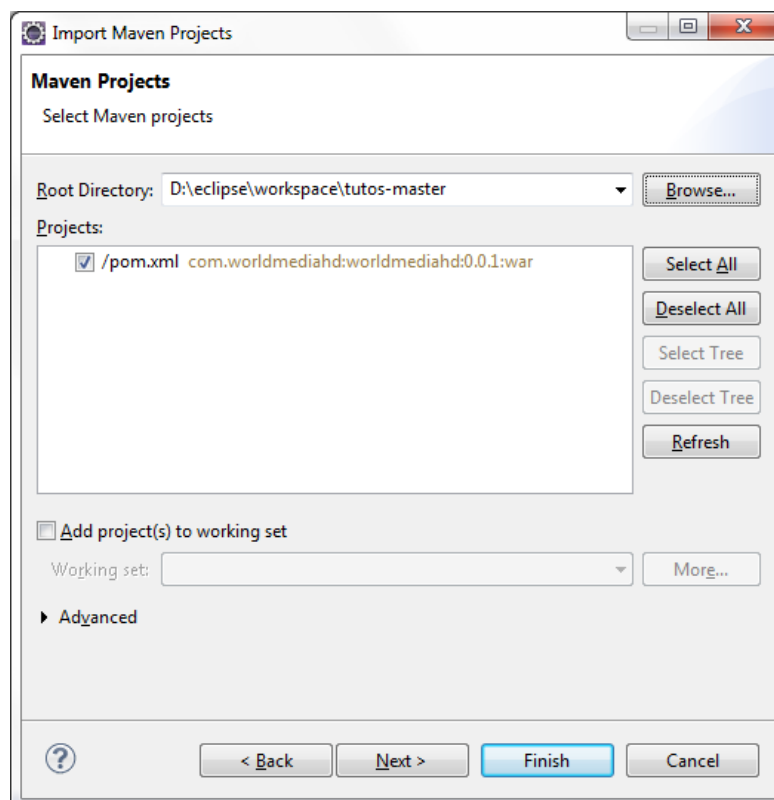 Import Maven Projects
Maven Projects
Select Maven projects
Root Directory: D:\eclipse\workspace\tutos-master Browse...
Projects:
/pom.xml com.worldmediahd:worldmediahd:0.0.1:war
Select All
Deselect All
Select Tree
Deselect Tree
Refresh
Add project(s) to working set
Working set: More...
Advanced
? < Back Next > Finish Cancel